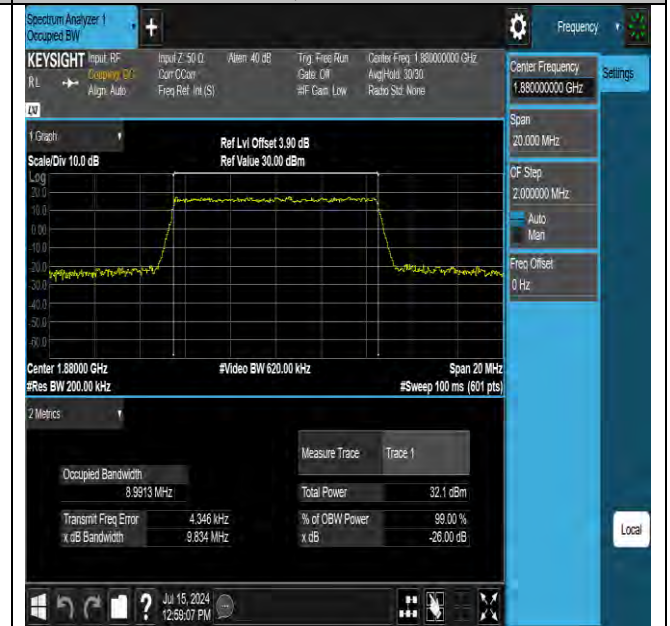 Spectrum Analyzer 1
Occupied BW
Frequency
KEYSIGHT Input: RF Input Z: 50 Ω Atten: 40 dB Trig: Free Run Center Freq: 1.880000000 GHz
RL Coupling: DC Corr CCorr Gate: Off Avg|Hold: 30/30
Align: Auto Freq Ref: Int (S) #IF Gain: Low Radio Std: None
LXI
1 Graph
Ref Lvl Offset 3.90 dB
Scale/Div 10.0 dB Ref Value 30.00 dBm
Log
20.0
10.0
0.00
-10.0
-20.0
-30.0
-40.0
-50.0
-60.0
Center 1.88000 GHz #Video BW 620.00 kHz Span 20 MHz
#Res BW 200.00 kHz #Sweep 100 ms (601 pts)
2 Metrics
Measure Trace Trace 1
Occupied Bandwidth
8.9913 MHz
Total Power 32.1 dBm
Transmit Freq Error 4.346 kHz % of OBW Power 99.00 %
x dB Bandwidth 9.834 MHz x dB -26.00 dB
Center Frequency
1.880000000 GHz
Settings
Span
20.000 MHz
CF Step
2.000000 MHz
Auto
Man
Freq Offset
0 Hz
Local
?
Jul 15, 2024
12:59:07 PM